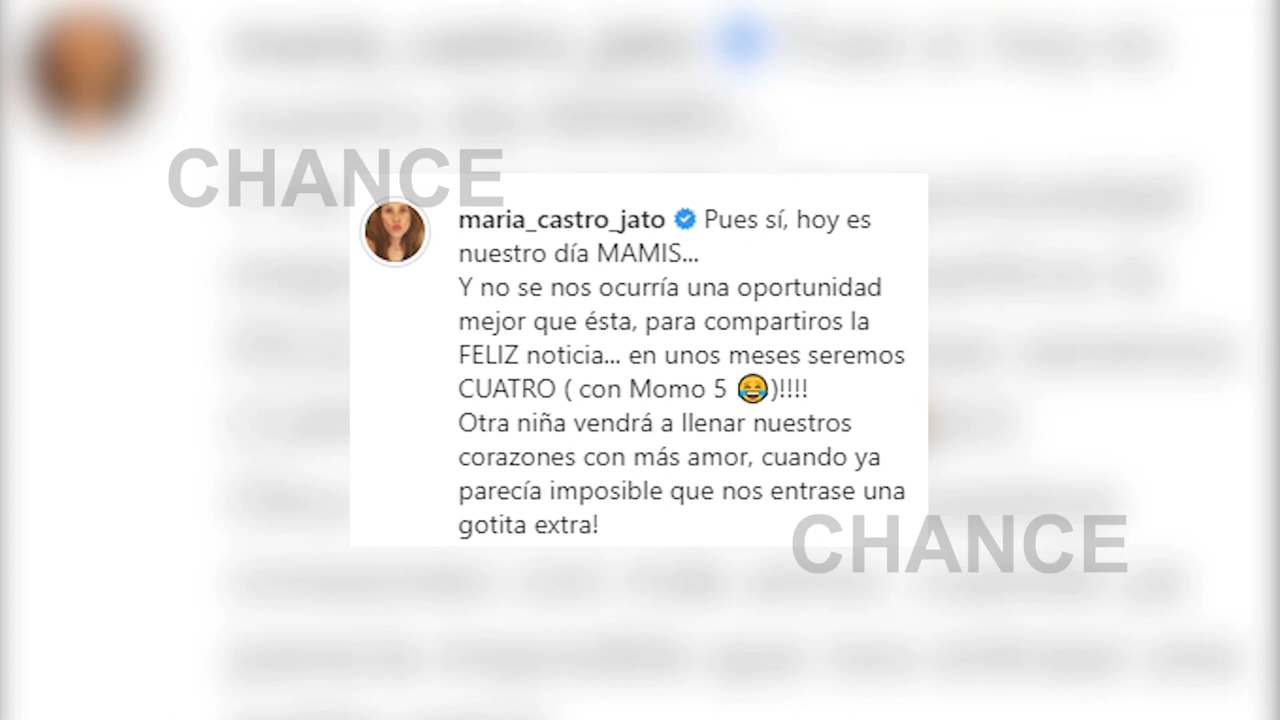 CHANCE
maria_castro_jato Pues sí, hoy es
nuestro día MAMIS...
Y no se nos ocurría una oportunidad
mejor que ésta, para compartiros la
FELIZ noticia... en unos meses seremos
CUATRO ( con Momo 5 😂)!!!!
Otra niña vendrá a llenar nuestros
corazones con más amor, cuando ya
parecía imposible que nos entrase una
gotita extra!
CHANCE